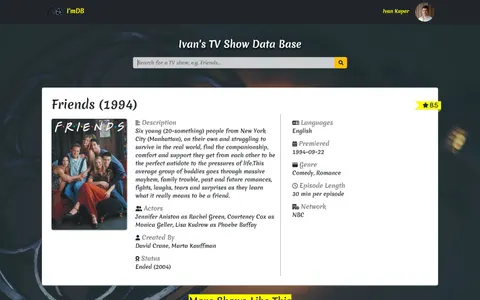 I'mDB
Ivan Kuper
Ivan's TV Show Data Base
Search for a TV show, e.g. Friends...
Friends (1994)
8.5
FRIENDS
Description
Six young (20-something) people from New York
City (Manhattan), on their own and struggling to
survive in the real world, find the companionship,
comfort and support they get from each other to be
the perfect antidote to the pressures of life.This
average group of buddies goes through massive
mayhem, family trouble, past and future romances,
fights, laughs, tears and surprises as they learn
what it really means to be a friend.
Actors
Jennifer Aniston as Rachel Green, Courteney Cox as
Monica Geller, Lisa Kudrow as Phoebe Buffay
Created By
David Crane, Marta Kauffman
Status
Ended (2004)
Languages
English
Premiered
1994-09-22
Genre
Comedy, Romance
Episode Length
30 min per episode
Network
NBC
More Shows Like This